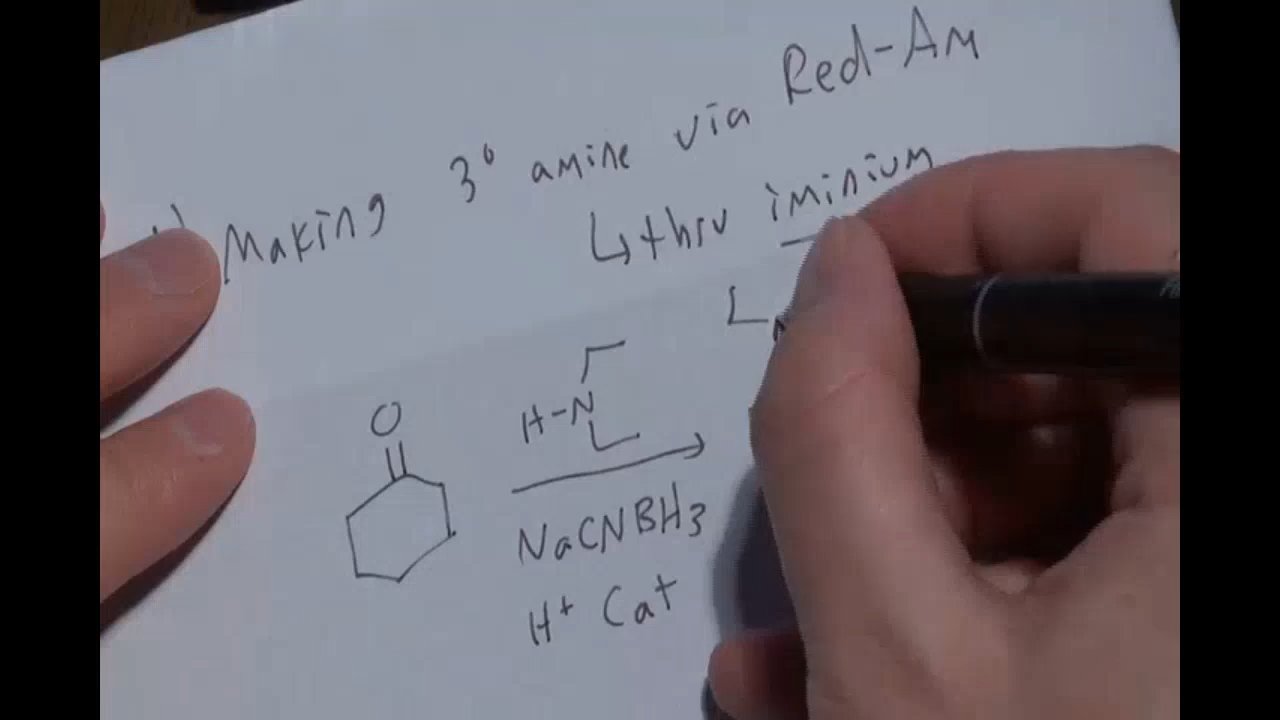 Making 3° amine via Red-Am
↳ thru iminium
O
H-N
NaCNBH3
H+ Cat